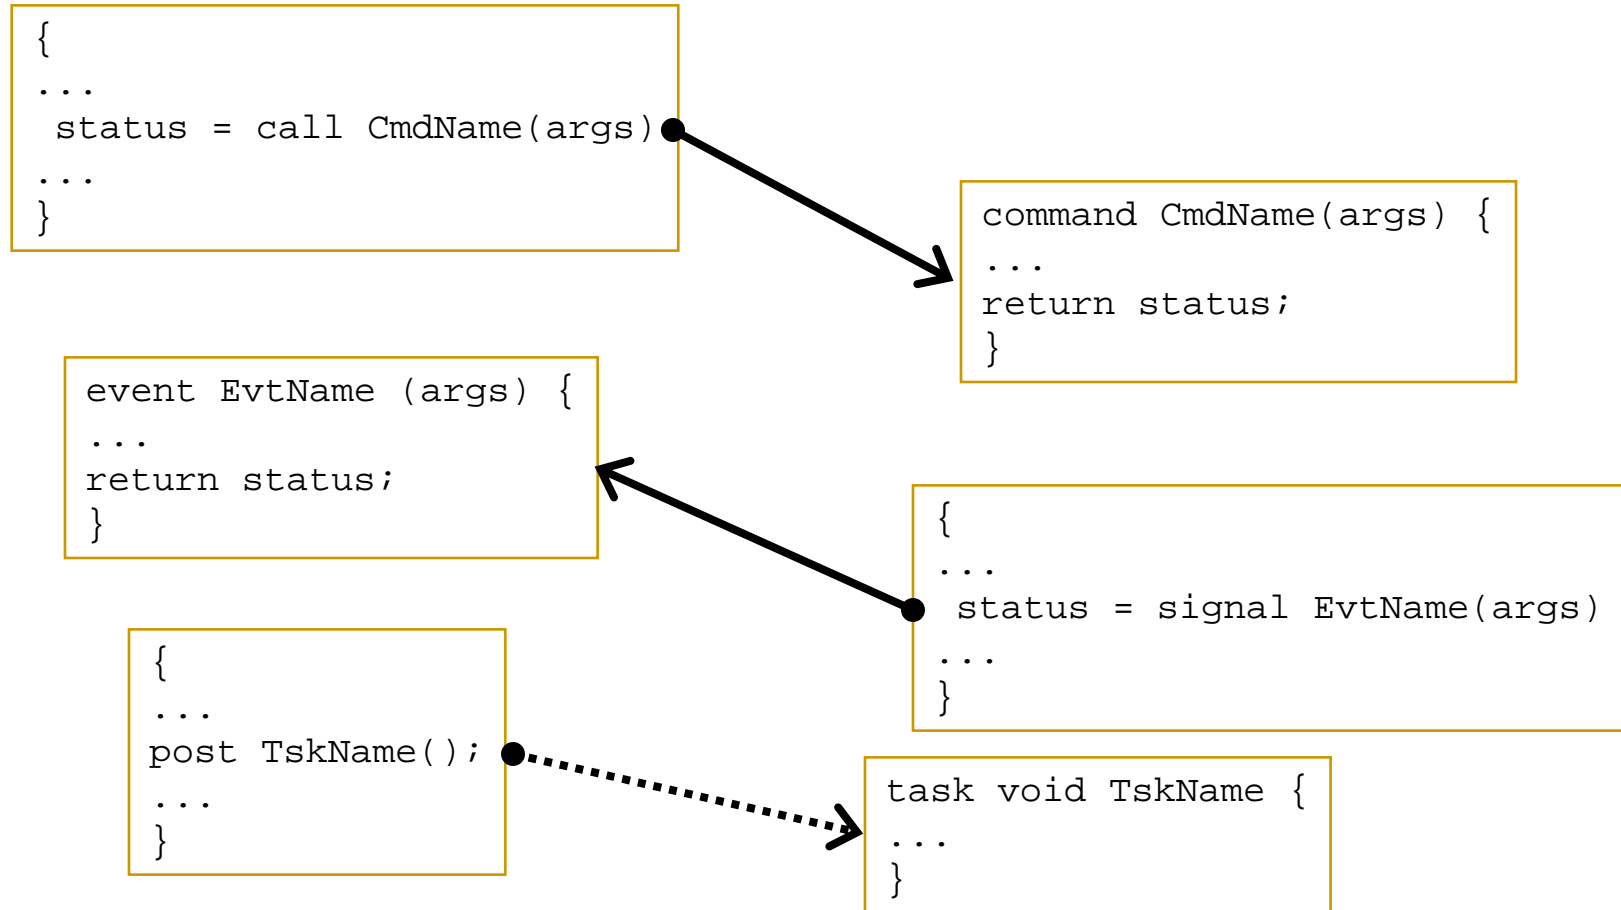 {
...
status = call CmdName(args)
...
}
command CmdName(args) {
...
return status;
}
event EvtName (args) {
...
return status;
}
{
...
status = signal EvtName(args)
...
}
{
...
post TskName();
...
}
task void TskName {
...
}